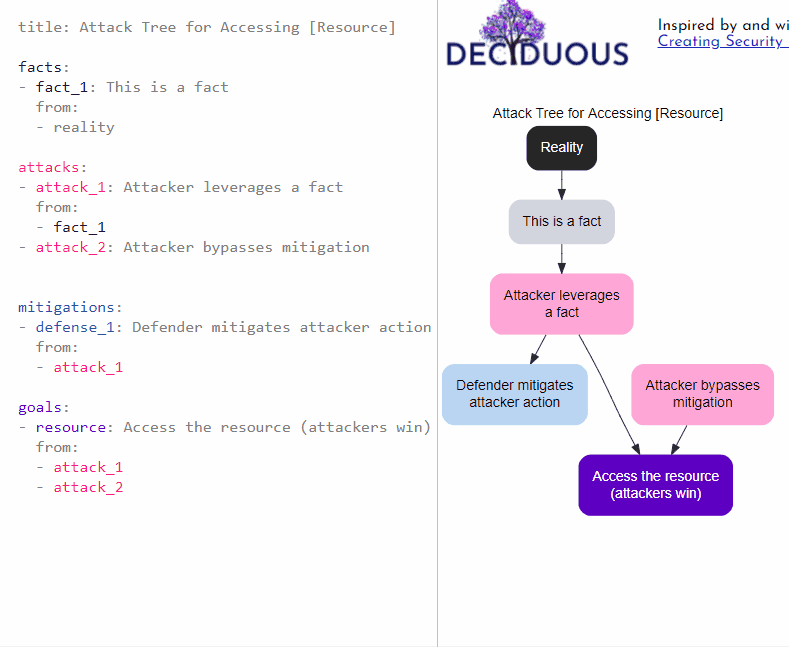 title: Attack Tree for Accessing [Resource]
facts:
- fact_1: This is a fact
from:
- reality
attacks:
- attack_1: Attacker leverages a fact
from:
- fact_1
- attack_2: Attacker bypasses mitigation
mitigations:
- defense_1: Defender mitigates attacker action
from:
- attack_1
goals:
- resource: Access the resource (attackers win)
from:
- attack_1
- attack_2
DECIDUOUS
Inspired by and wi
Creating Security
Attack Tree for Accessing [Resource]
Reality
This is a fact
Attacker leverages
a fact
Defender mitigates
attacker action
Attacker bypasses
mitigation
Access the resource
(attackers win)